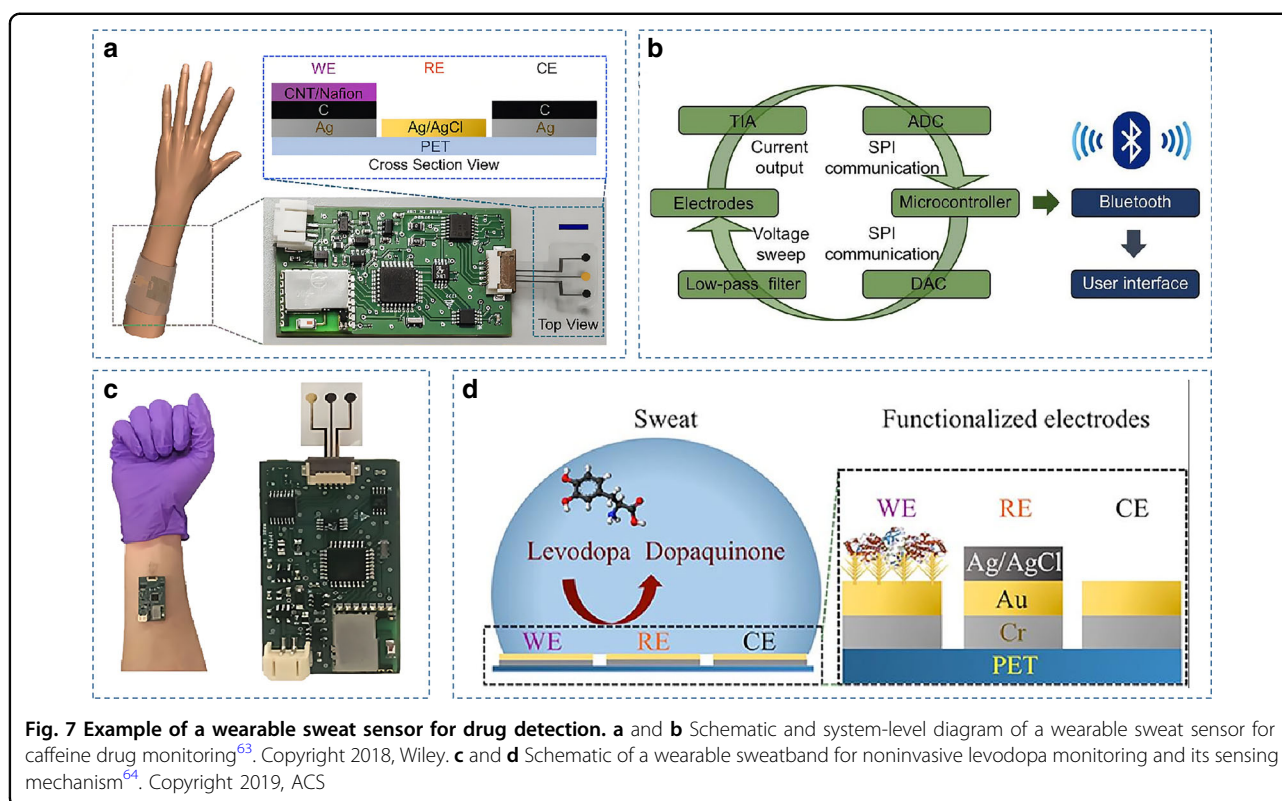 a
WE RE CE
CNT/Nafion
C C
Ag Ag/AgCl Ag
PET
Cross Section View
Top View
b
TIA ADC
Current output SPI communication
Electrodes Microcontroller Bluetooth
Voltage sweep SPI communication
Low-pass filter DAC User interface
c
d
Sweat
Functionalized electrodes
Levodopa Dopaquinone
WE RE CE
WE RE CE
Ag/AgCl
Au
Cr
PET
Fig. 7 Example of a wearable sweat sensor for drug detection. a and b Schematic and system-level diagram of a wearable sweat sensor for
caffeine drug monitoring63. Copyright 2018, Wiley. c and d Schematic of a wearable sweatband for noninvasive levodopa monitoring and its sensing
mechanism64. Copyright 2019, ACS